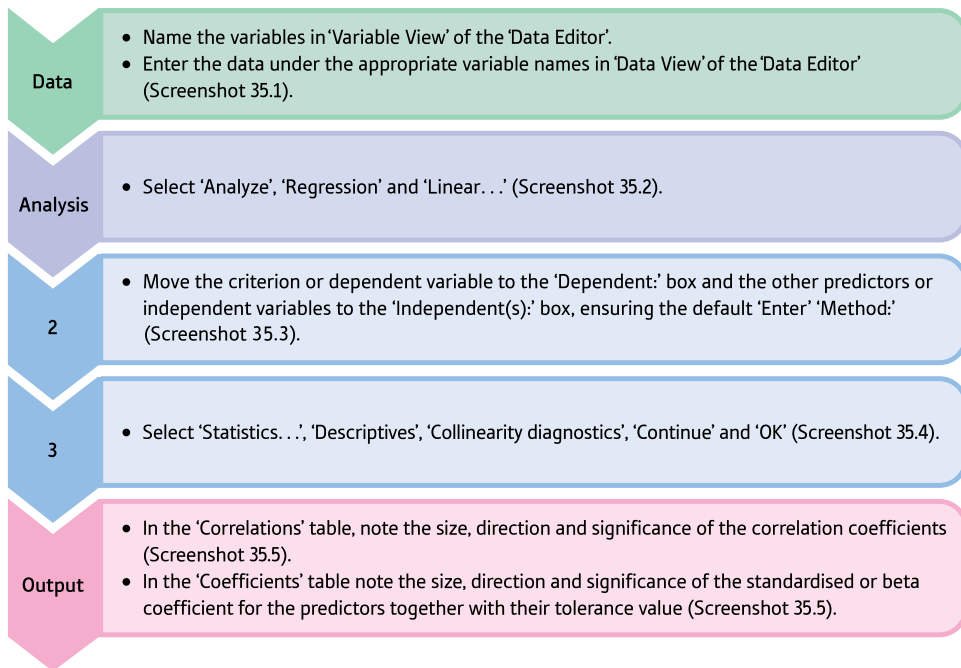 Data
• Name the variables in ‘Variable View’ of the ‘Data Editor’.
• Enter the data under the appropriate variable names in ‘Data View’ of the ‘Data Editor’
(Screenshot 35.1).
Analysis
• Select ‘Analyze’, ‘Regression’ and ‘Linear. . .’ (Screenshot 35.2).
2
• Move the criterion or dependent variable to the ‘Dependent:’ box and the other predictors or
independent variables to the ‘Independent(s):’ box, ensuring the default ‘Enter’ ‘Method:’
(Screenshot 35.3).
3
• Select ‘Statistics. . .’, ‘Descriptives’, ‘Collinearity diagnostics’, ‘Continue’ and ‘OK’ (Screenshot 35.4).
Output
• In the ‘Correlations’ table, note the size, direction and significance of the correlation coefficients
(Screenshot 35.5).
• In the ‘Coefficients’ table note the size, direction and significance of the standardised or beta
coefficient for the predictors together with their tolerance value (Screenshot 35.5).